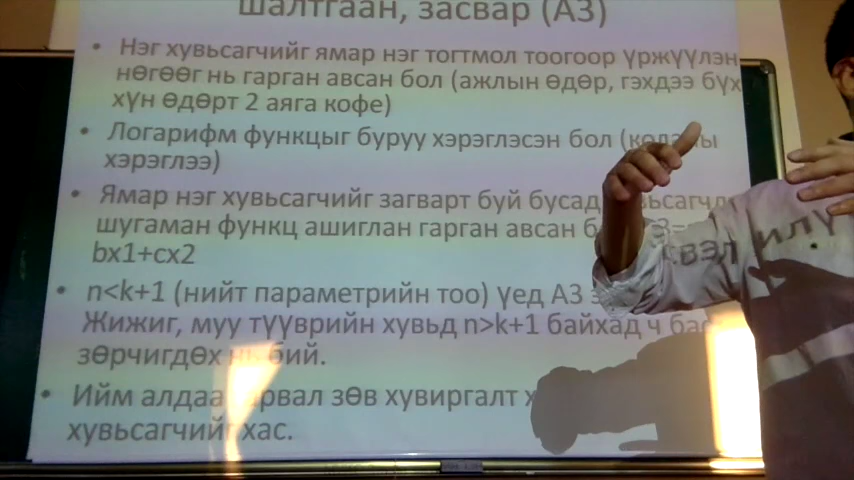 шалтгаан, засвар (А3)
• Нэг хувьсагчийг ямар нэг тогтмол тоогоор үржүүлэн
нөгөөг нь гарган авсан бол (ажлын өдөр, гэхдээ бүх
хүн өдөрт 2 аяга кофе)
• Логарифм функцыг буруу хэрэглэсэн бол
хэрэглээ)
• Ямар нэг хувьсагчийг загварт буй бусад
шугаман функц ашиглан гарган авсан
bx1+cx2
• n<k+1 (нийт параметрийн тоо) үед А3
Жижиг, муу түүврийн хувьд n>k+1 байхад ч
зөрчигдөх нь бий.
• Ийм зөв хувиргалт
хас.